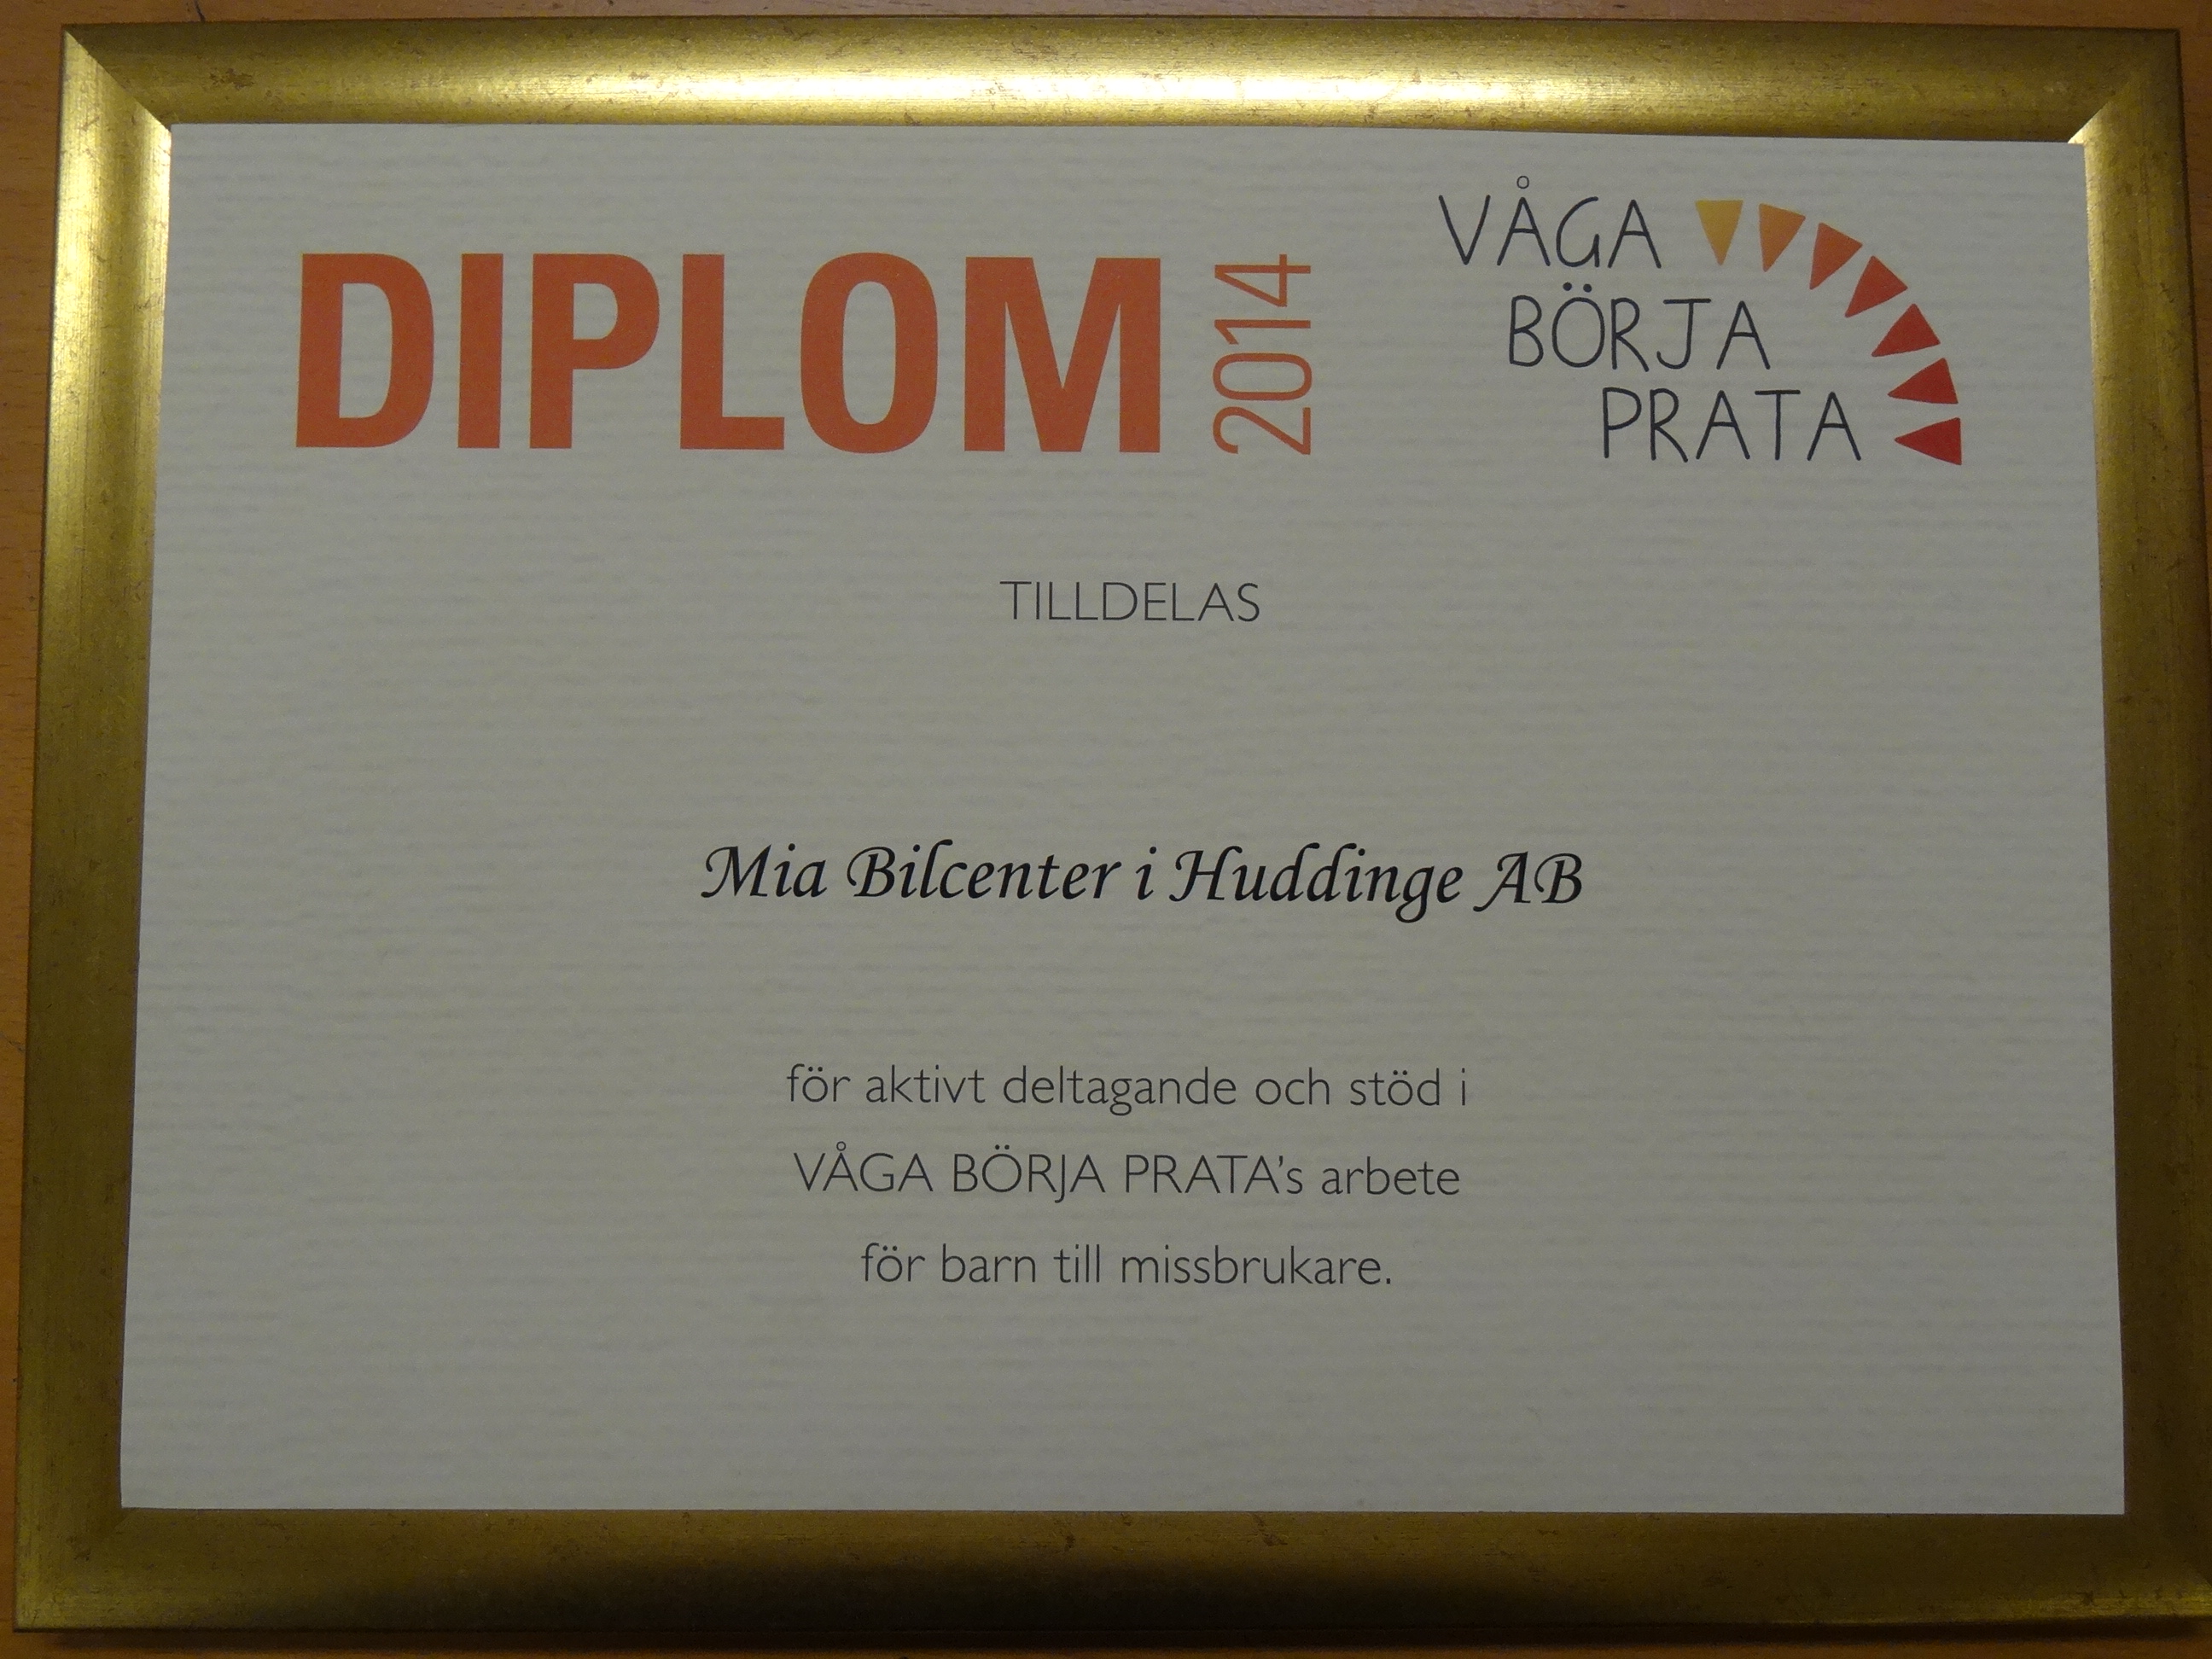 DIPLOM 2014
VÅGA
BÖRJA
PRATA
TILLDELAS
Mia Bilcenter i Huddinge AB
för aktivt deltagande och stöd i
VÅGA BÖRJA PRATA’s arbete
för barn till missbrukare.